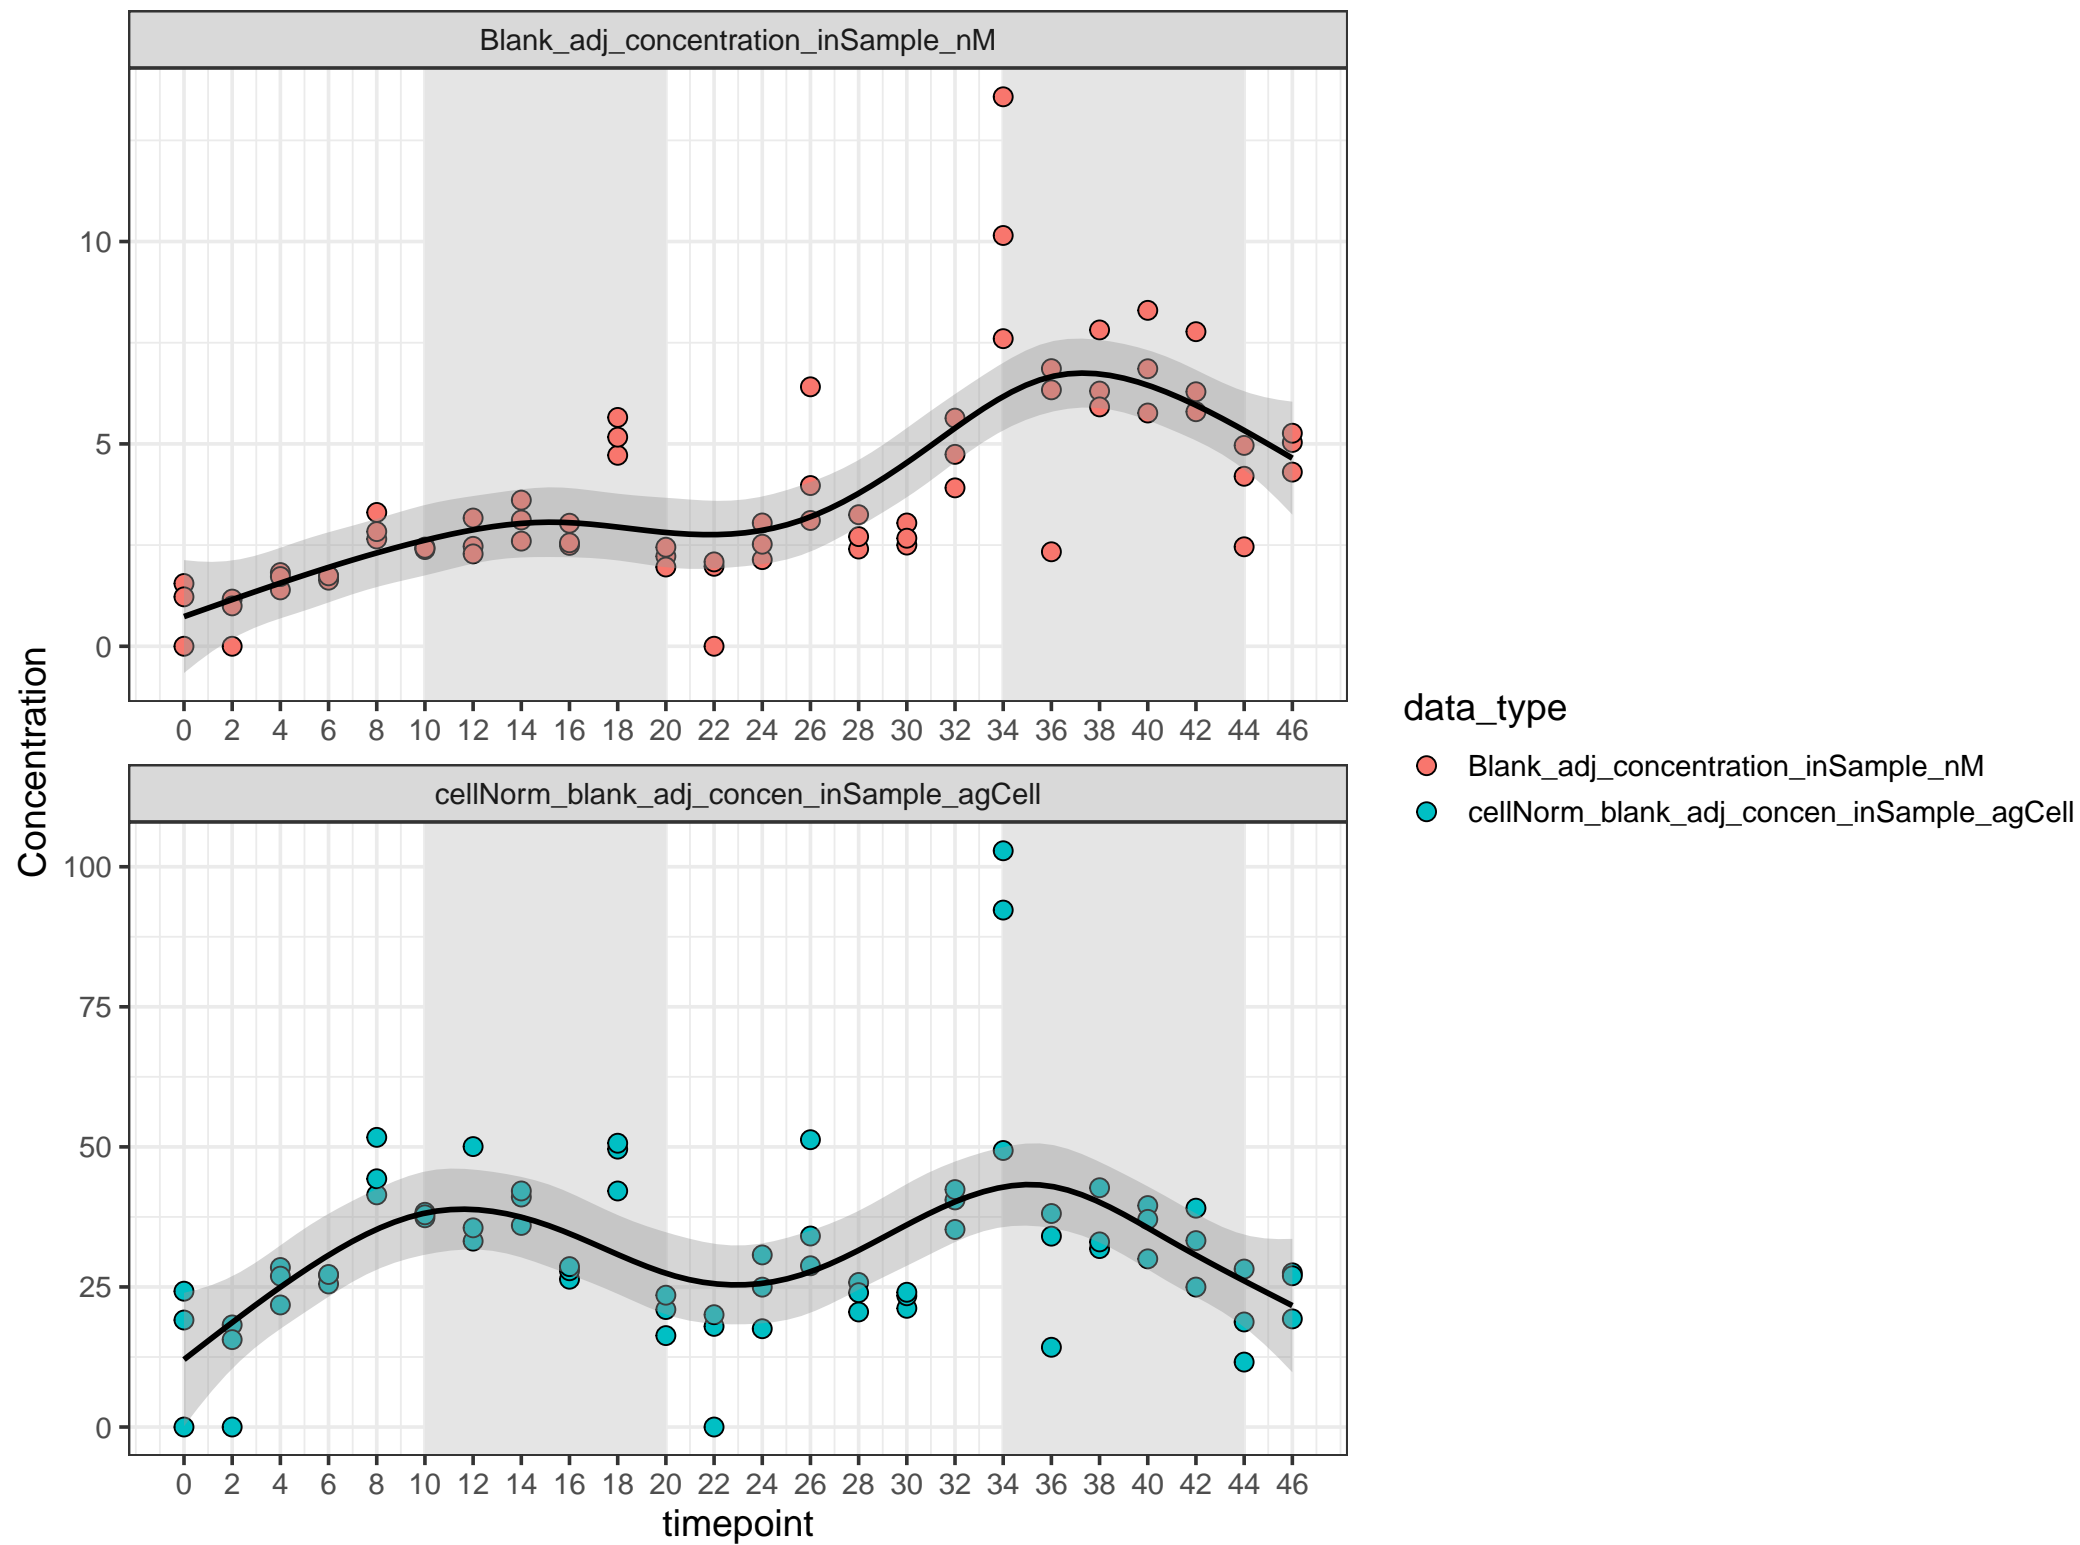 Blank_adj_concentration_inSample_nM
10
5
0
0 2 4 6 8 10 12 14 16 18 20 22 24 26 28 30 32 34 36 38 40 42 44 46
Concentration
cellNorm_blank_adj_concen_inSample_agCell
100
75
50
25
0
0 2 4 6 8 10 12 14 16 18 20 22 24 26 28 30 32 34 36 38 40 42 44 46
timepoint
data_type
Blank_adj_concentration_inSample_nM
cellNorm_blank_adj_concen_inSample_agCell